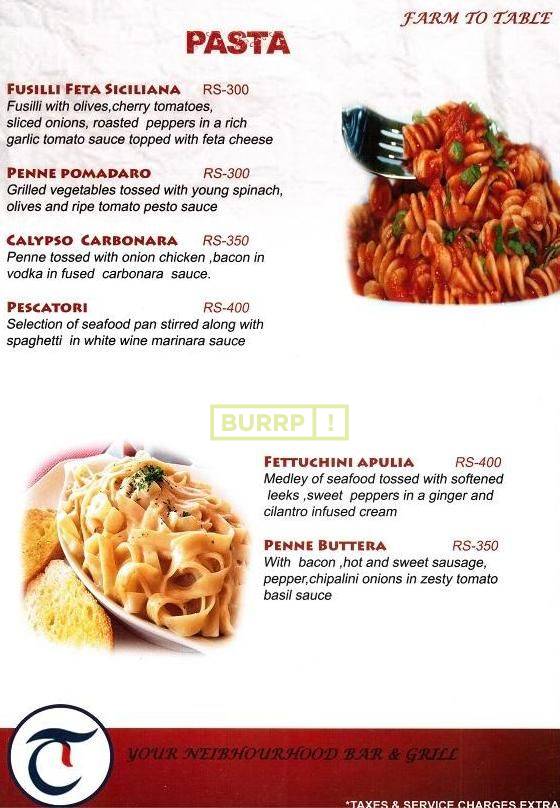 FARM TO TABLE
PASTA
FUSILLI FETA SICILIANA RS-300
Fusilli with olives,cherry tomatoes,
sliced onions, roasted peppers in a rich
garlic tomato sauce topped with feta cheese
PENNE POMADARO RS-300
Grilled vegetables tossed with young spinach,
olives and ripe tomato pesto sauce
CALYPSO CARBONARA RS-350
Penne tossed with onion chicken ,bacon in
vodka in fused carbonara sauce.
PESCATORI RS-400
Selection of seafood pan stirred along with
spaghetti in white wine marinara sauce
BURRP !
FETTUCHINI APULIA RS-400
Medley of seafood tossed with softened
leeks ,sweet peppers in a ginger and
cilantro infused cream
PENNE BUTTERA RS-350
With bacon ,hot and sweet sausage,
pepper,chipalini onions in zesty tomato
basil sauce
T
YOUR NEIBHOURHOOD BAR & GRILL
*TAXES & SERVICE CHARGES EXTRA